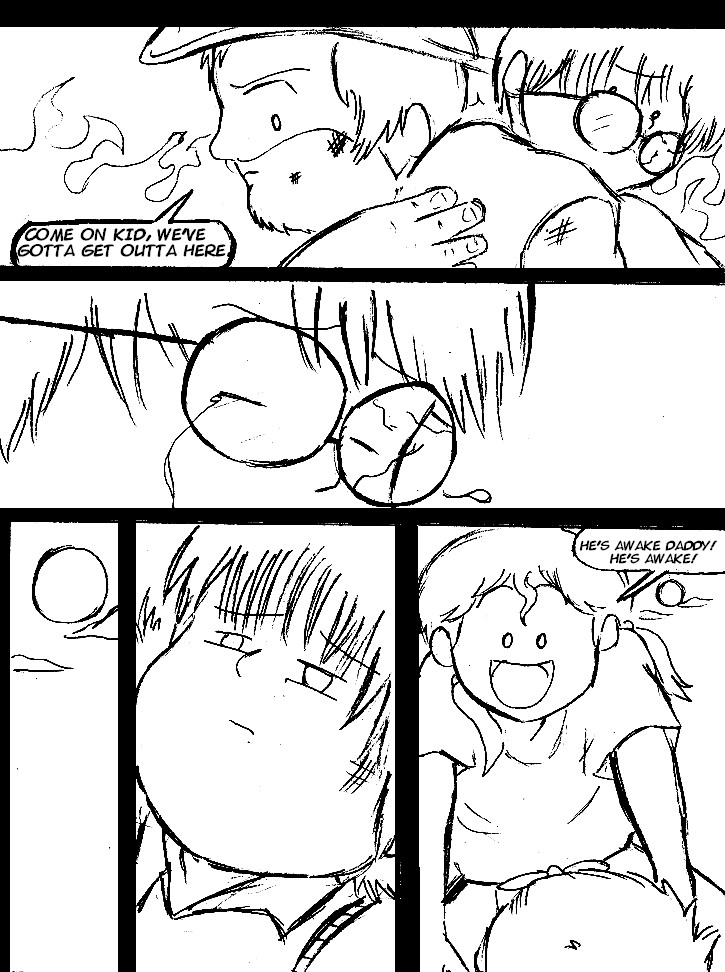 COME ON KID, WE'VE
GOTTA GET OUTTA HERE.
HE'S AWAKE DADDY!
HE'S AWAKE!